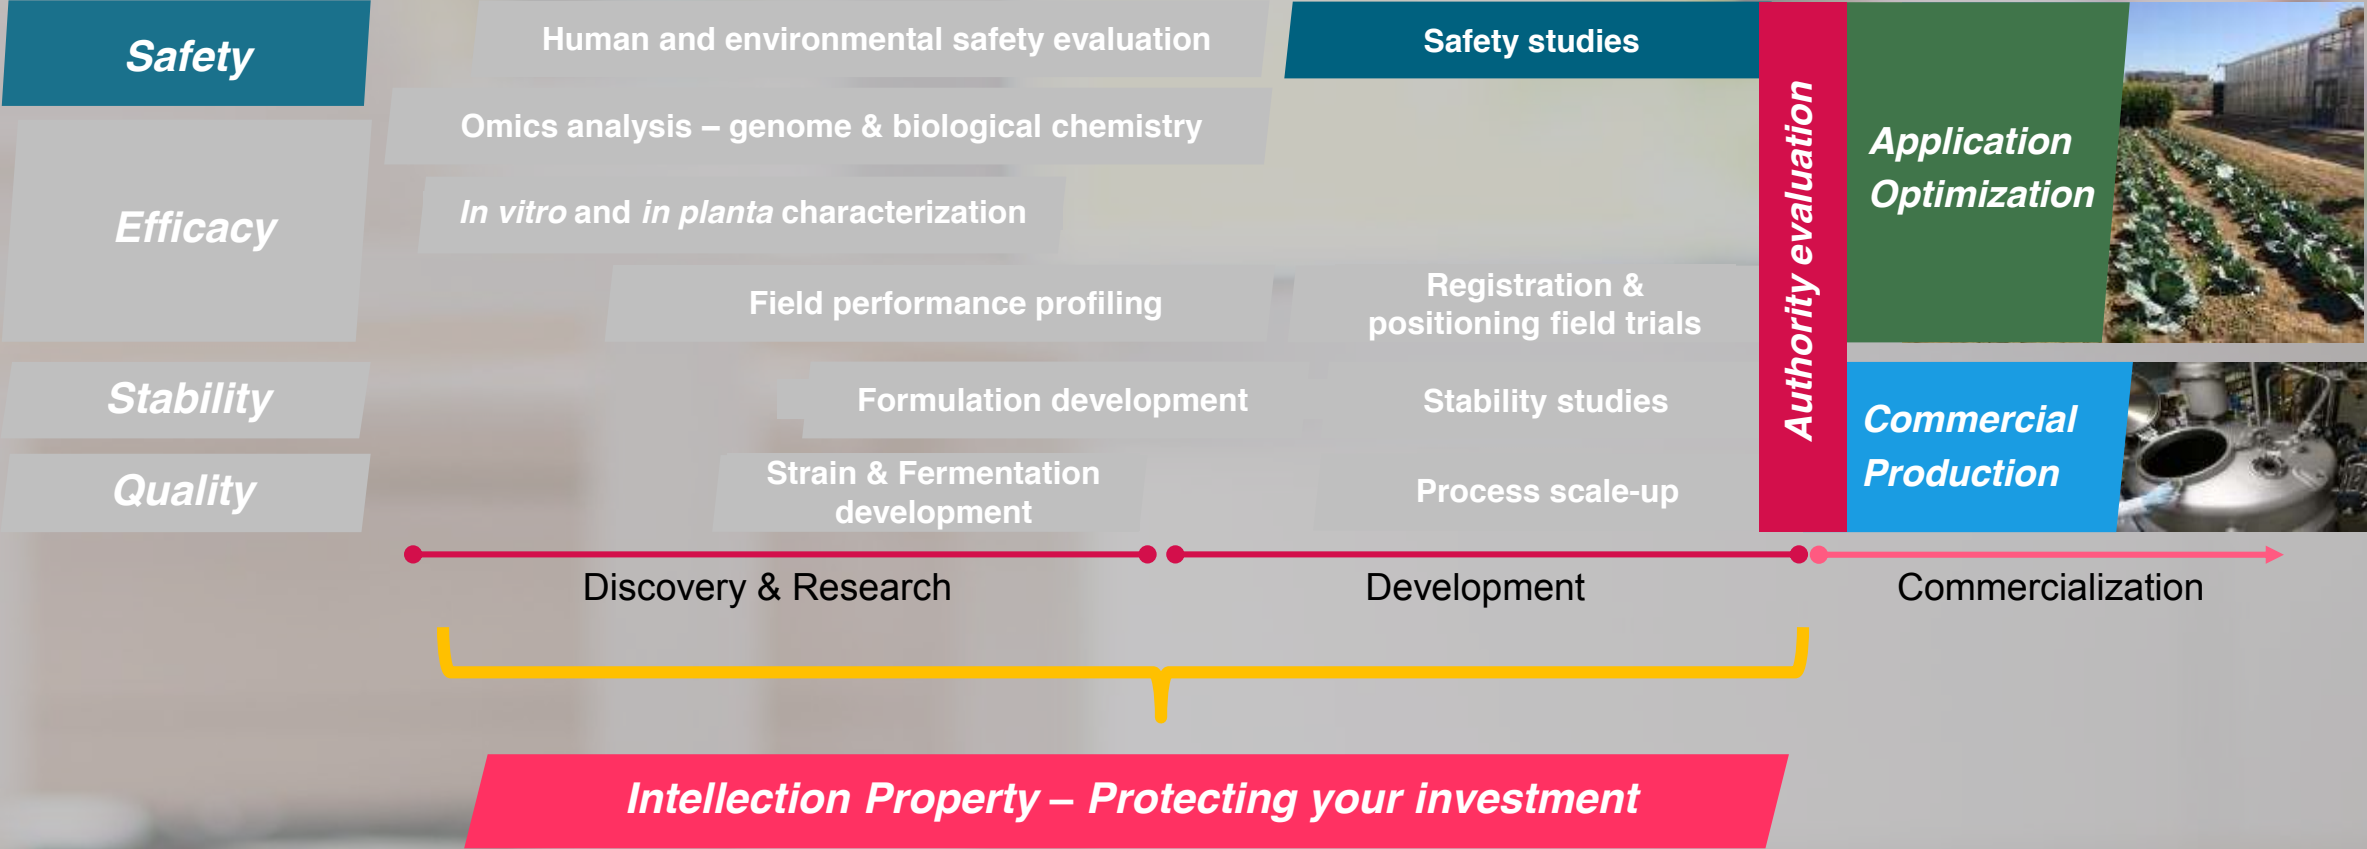 Safety
Human and environmental safety evaluation
Safety studies
Omics analysis – genome & biological chemistry
Efficacy
In vitro and in planta characterization
Field performance profiling
Registration &
positioning field trials
Stability
Formulation development
Stability studies
Quality
Strain & Fermentation
development
Process scale-up
Authority evaluation
Application
Optimization
Commercial
Production
Discovery & Research
Development
Commercialization
Intellection Property – Protecting your investment